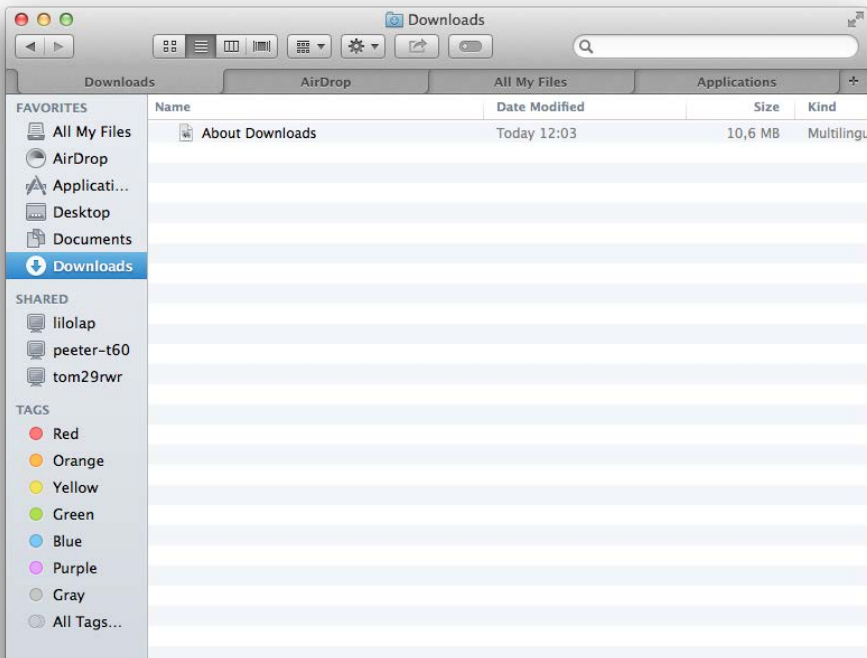 Downloads
Downloads AirDrop All My Files Applications +
FAVORITES
All My Files
AirDrop
Applicati...
Desktop
Documents
Downloads
SHARED
lilolap
peeter-t60
tom29rwr
TAGS
Red
Orange
Yellow
Green
Blue
Purple
Gray
All Tags...
Name Date Modified Size Kind
About Downloads Today 12:03 10,6 MB Multilingu